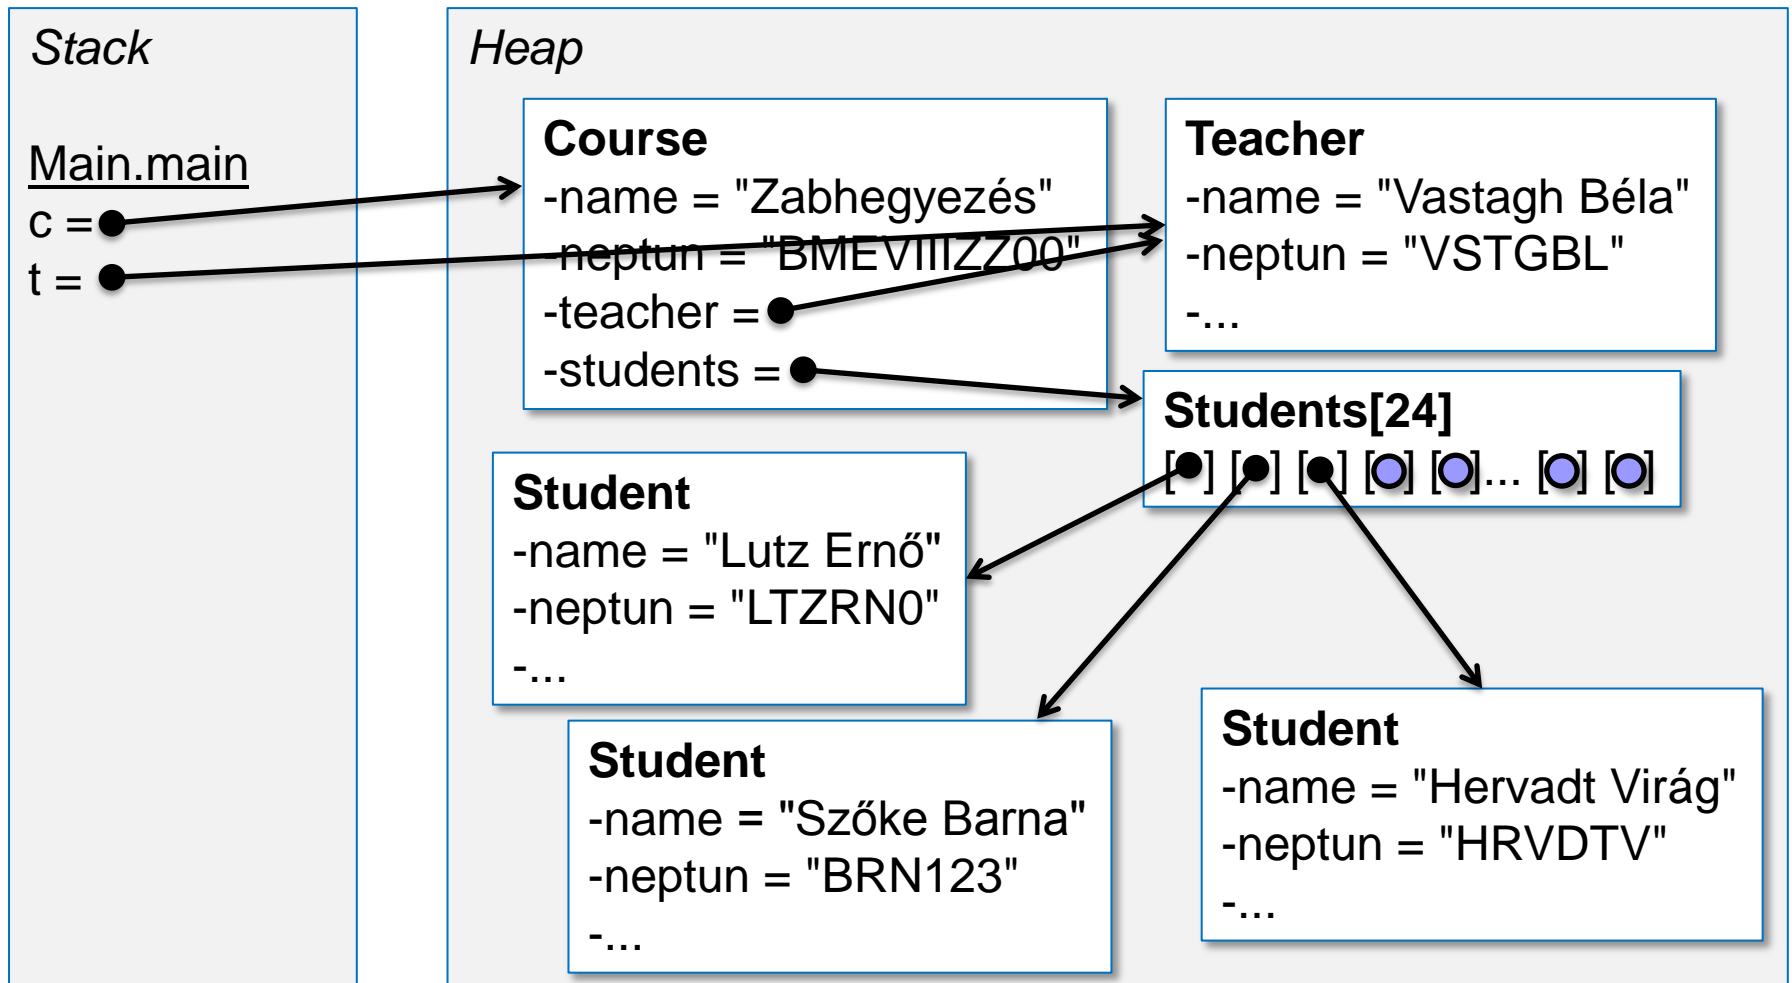 Stack
Main.main
c =
t =
Heap
Course
-name = "Zabhegyezés"
-neptun = "BMEVIIIZZ00"
-teacher =
-students =
Teacher
-name = "Vastagh Béla"
-neptun = "VSTGBL"
-...
Students[24]
[ ] [ ] [ ] [ ] [ ]... [ ] [ ]
Student
-name = "Lutz Ernő"
-neptun = "LTZRN0"
-...
Student
-name = "Szőke Barna"
-neptun = "BRN123"
-...
Student
-name = "Hervadt Virág"
-neptun = "HRVDTV"
-...